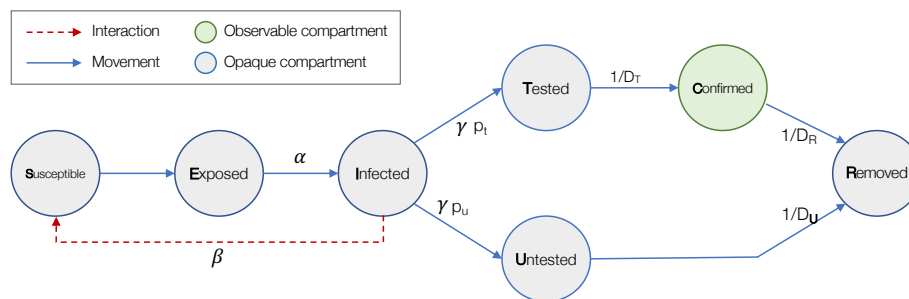 Interaction
Observable compartment
Movement
Opaque compartment
Susceptible
Exposed
α
Infected
β
γ pt
Tested
1/DT
Confirmed
1/DR
γ pu
Untested
1/DU
Removed